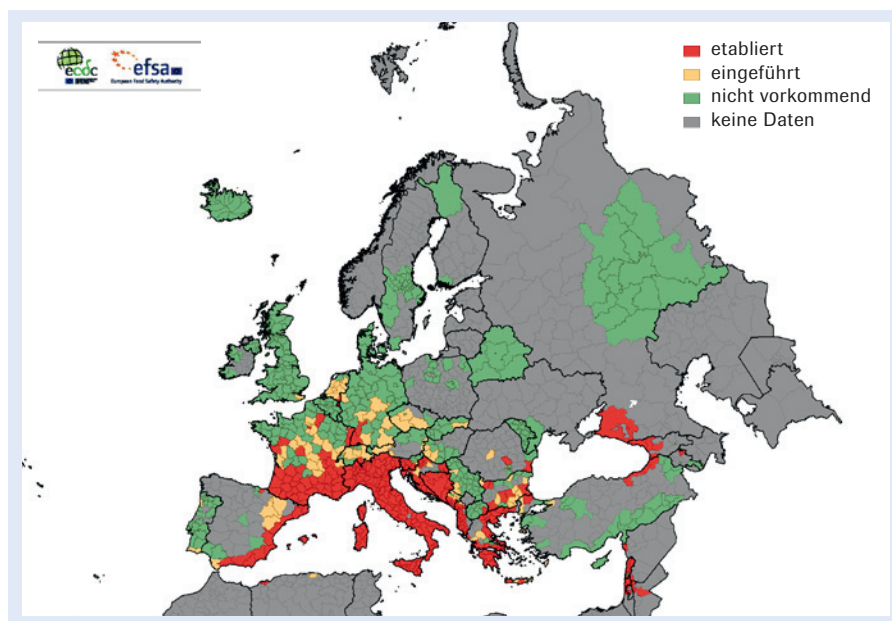 ecdc
efsa
European Food Safety Authority
etabliert
eingeführt
nicht vorkommend
keine Daten